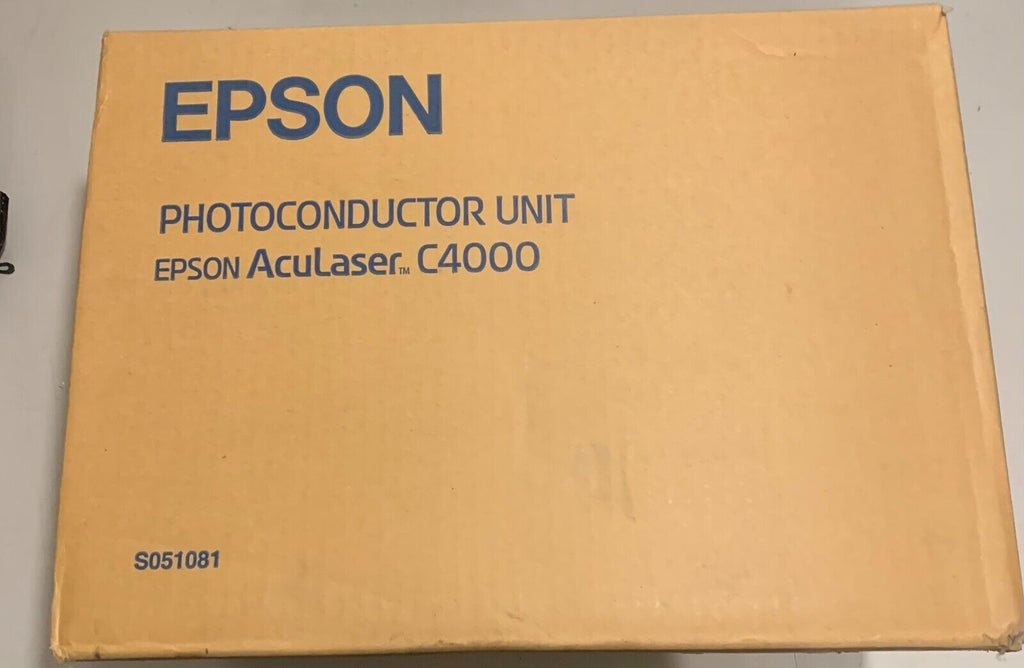 EPSON
PHOTOCONDUCTOR UNIT
EPSON AcuLaser™ C4000
S051081